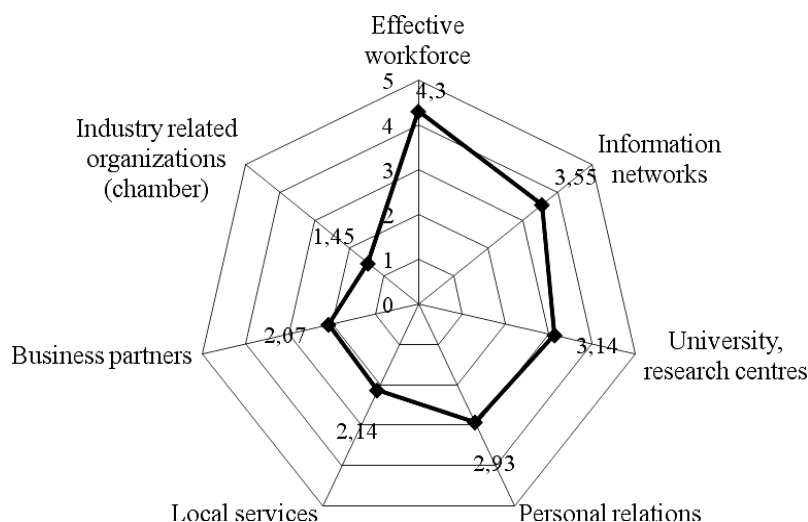 Effective
workforce
5
4,3
4
Industry related
organizations
(chamber)
Information
networks
3,55
3
2
1,45
1
0
University,
research centres
3,14
Business partners
2,07
2,14
2,93
Local services
Personal relations